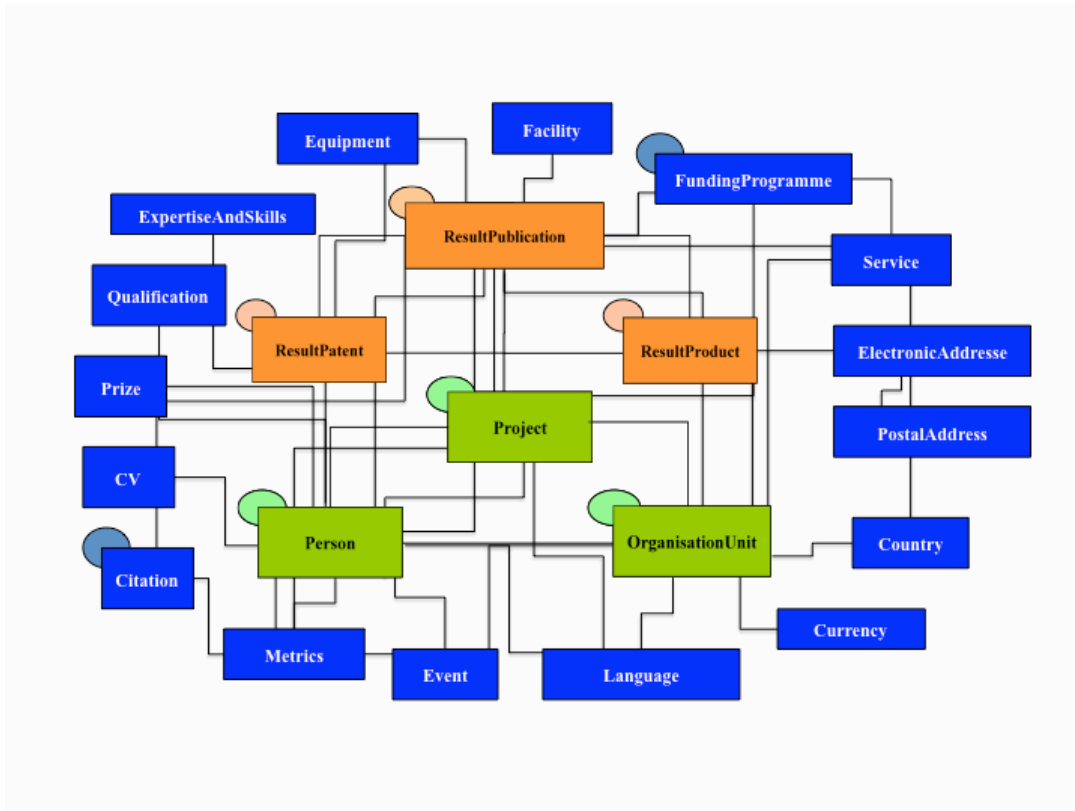 Facility
Equipment
FundingProgramme
ExpertiseAndSkills
ResultPublication
Service
Qualification
ResultPatent
ResultProduct
ElectronicAddresse
Prize
Project
PostalAddress
CV
Person
OrganisationUnit
Country
Citation
Currency
Metrics
Event
Language